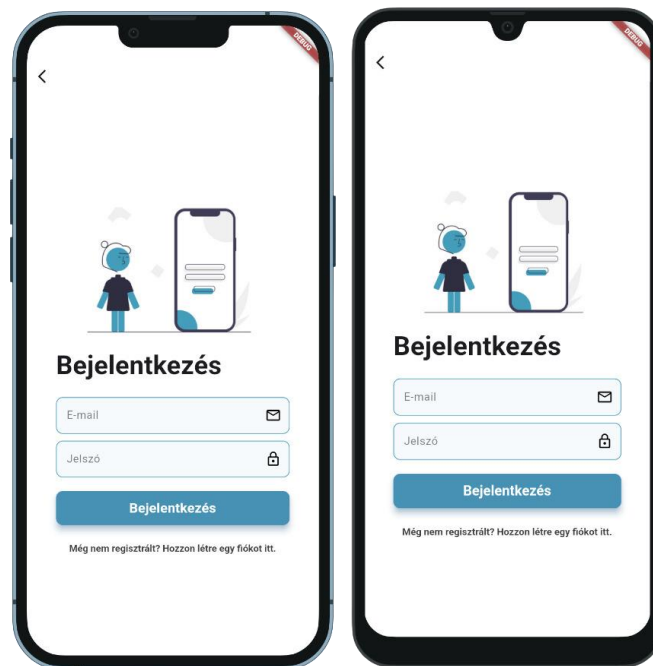 DEBUG
Bejelentkezés
E-mail
Jelszó
Bejelentkezés
Még nem regisztrált? Hozzon létre egy fiókot itt.
DEBUG
Bejelentkezés
E-mail
Jelszó
Bejelentkezés
Még nem regisztrált? Hozzon létre egy fiókot itt.